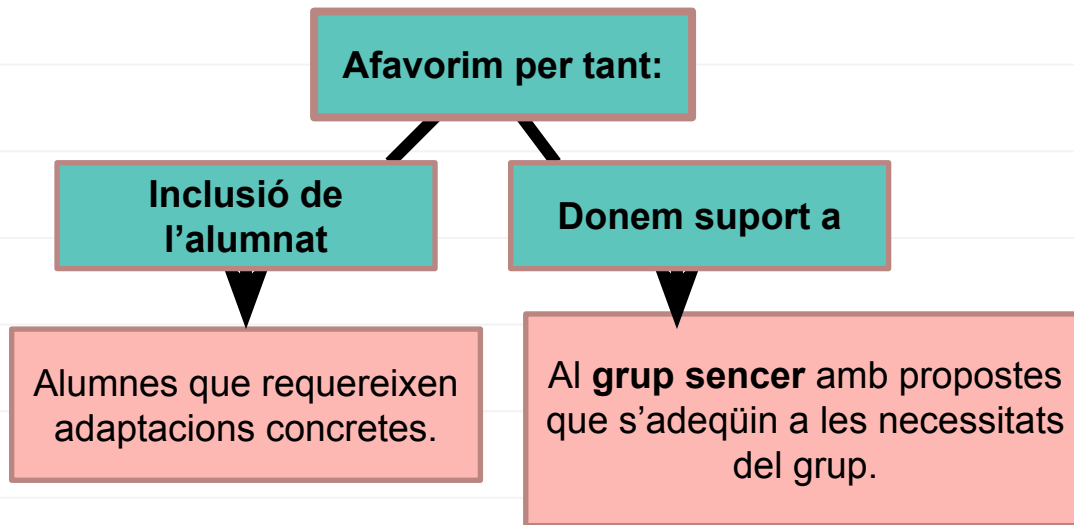 Afavorim per tant:
Inclusió de
l’alumnat
Donem suport a
Alumnes que requereixen
adaptacions concretes.
Al grup sencer amb propostes
que s’adeqüin a les necessitats
del grup.